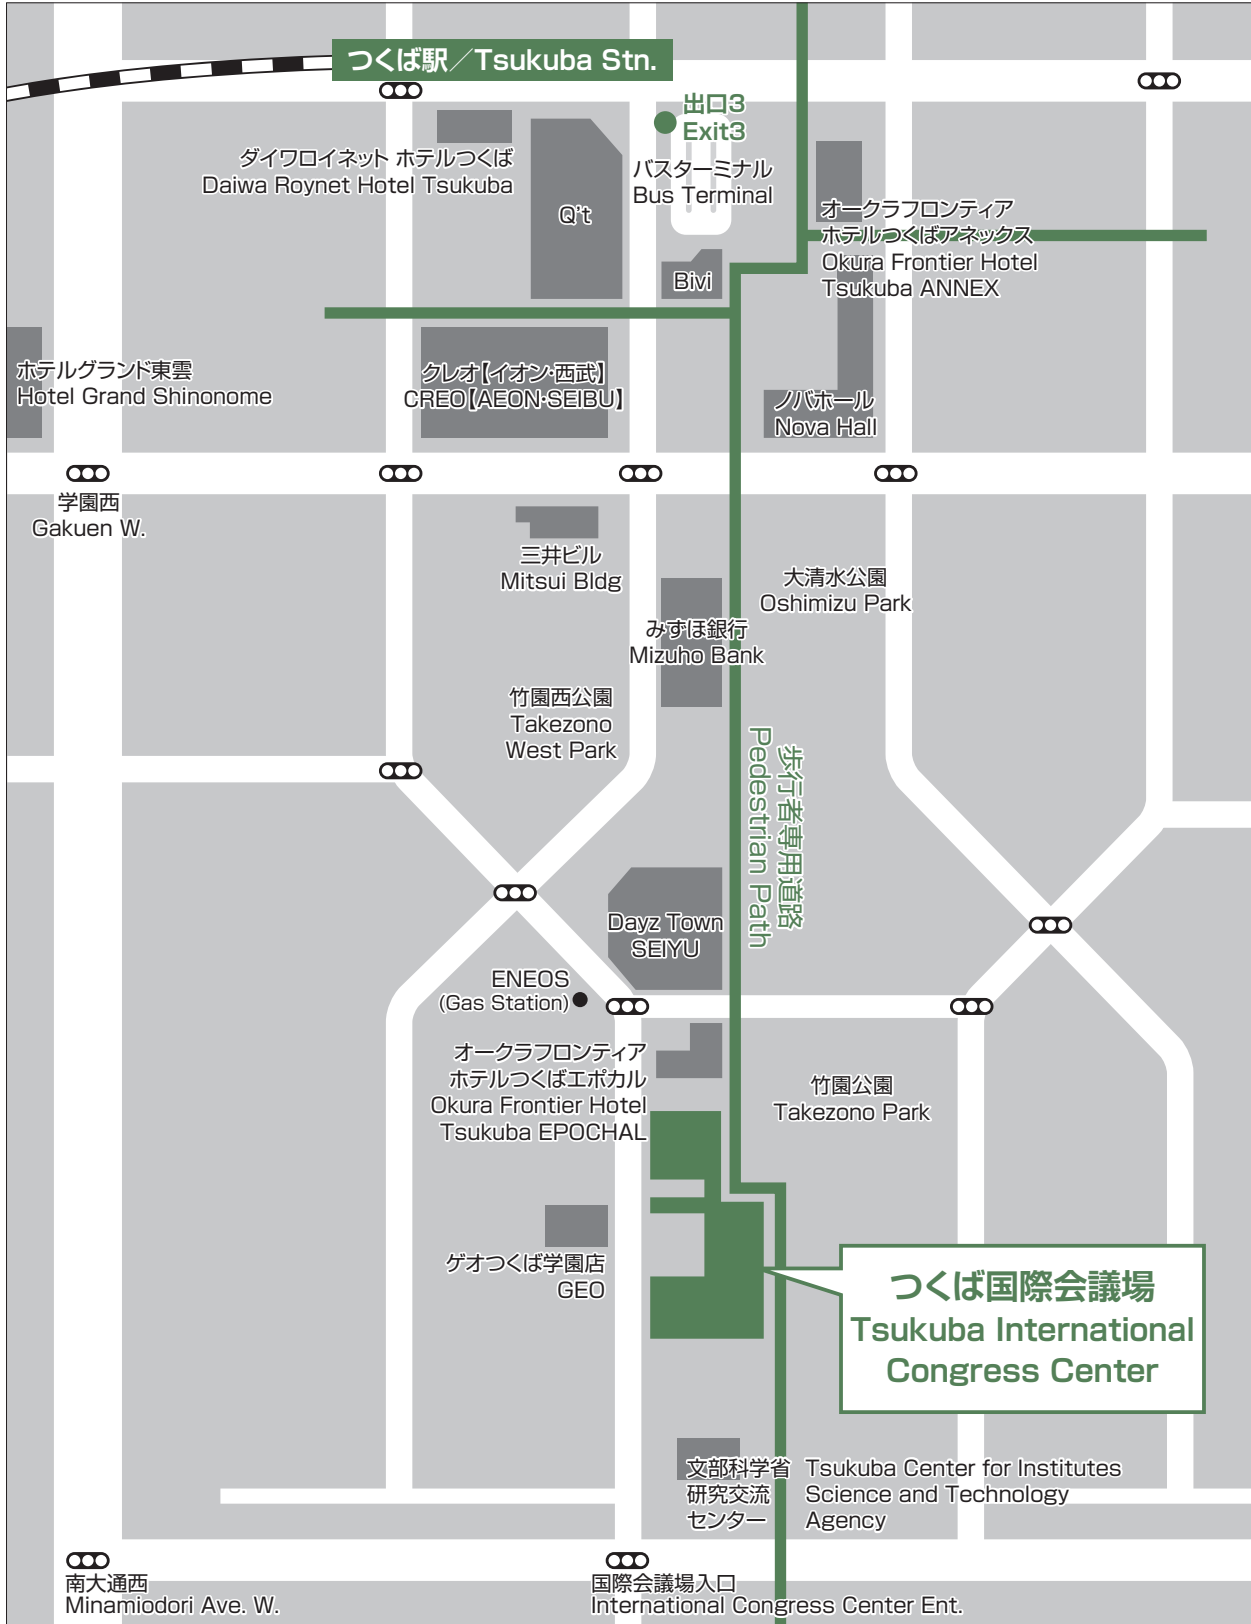 つくば駅／Tsukuba Stn.
出口3
Exit3
ダイワロイネット ホテルつくば
Daiwa Roynet Hotel Tsukuba
Q't
バスターミナル
Bus Terminal
オークラフロンティア
ホテルつくばアネックス
Okura Frontier Hotel
Tsukuba ANNEX
Bivi
ホテルグランド東雲
Hotel Grand Shinonome
クレオ【イオン・西武】
CREO【AEON・SEIBU】
ノバホール
Nova Hall
学園西
Gakuen W.
三井ビル
Mitsui Bldg
大清水公園
Oshimizu Park
みずほ銀行
Mizuho Bank
竹園西公園
Takezono
West Park
歩行者専用道路
Pedestrian Path
Dayz Town
SEIYU
ENEOS
(Gas Station)
オークラフロンティア
ホテルつくばエポカル
Okura Frontier Hotel
Tsukuba EPOCHAL
竹園公園
Takezono Park
ゲオつくば学園店
GEO
つくば国際会議場
Tsukuba International
Congress Center
文部科学省
研究交流
センター
Tsukuba Center for Institutes
Science and Technology
Agency
南大通西
Minamiodori Ave. W.
国際会議場入口
International Congress Center Ent.